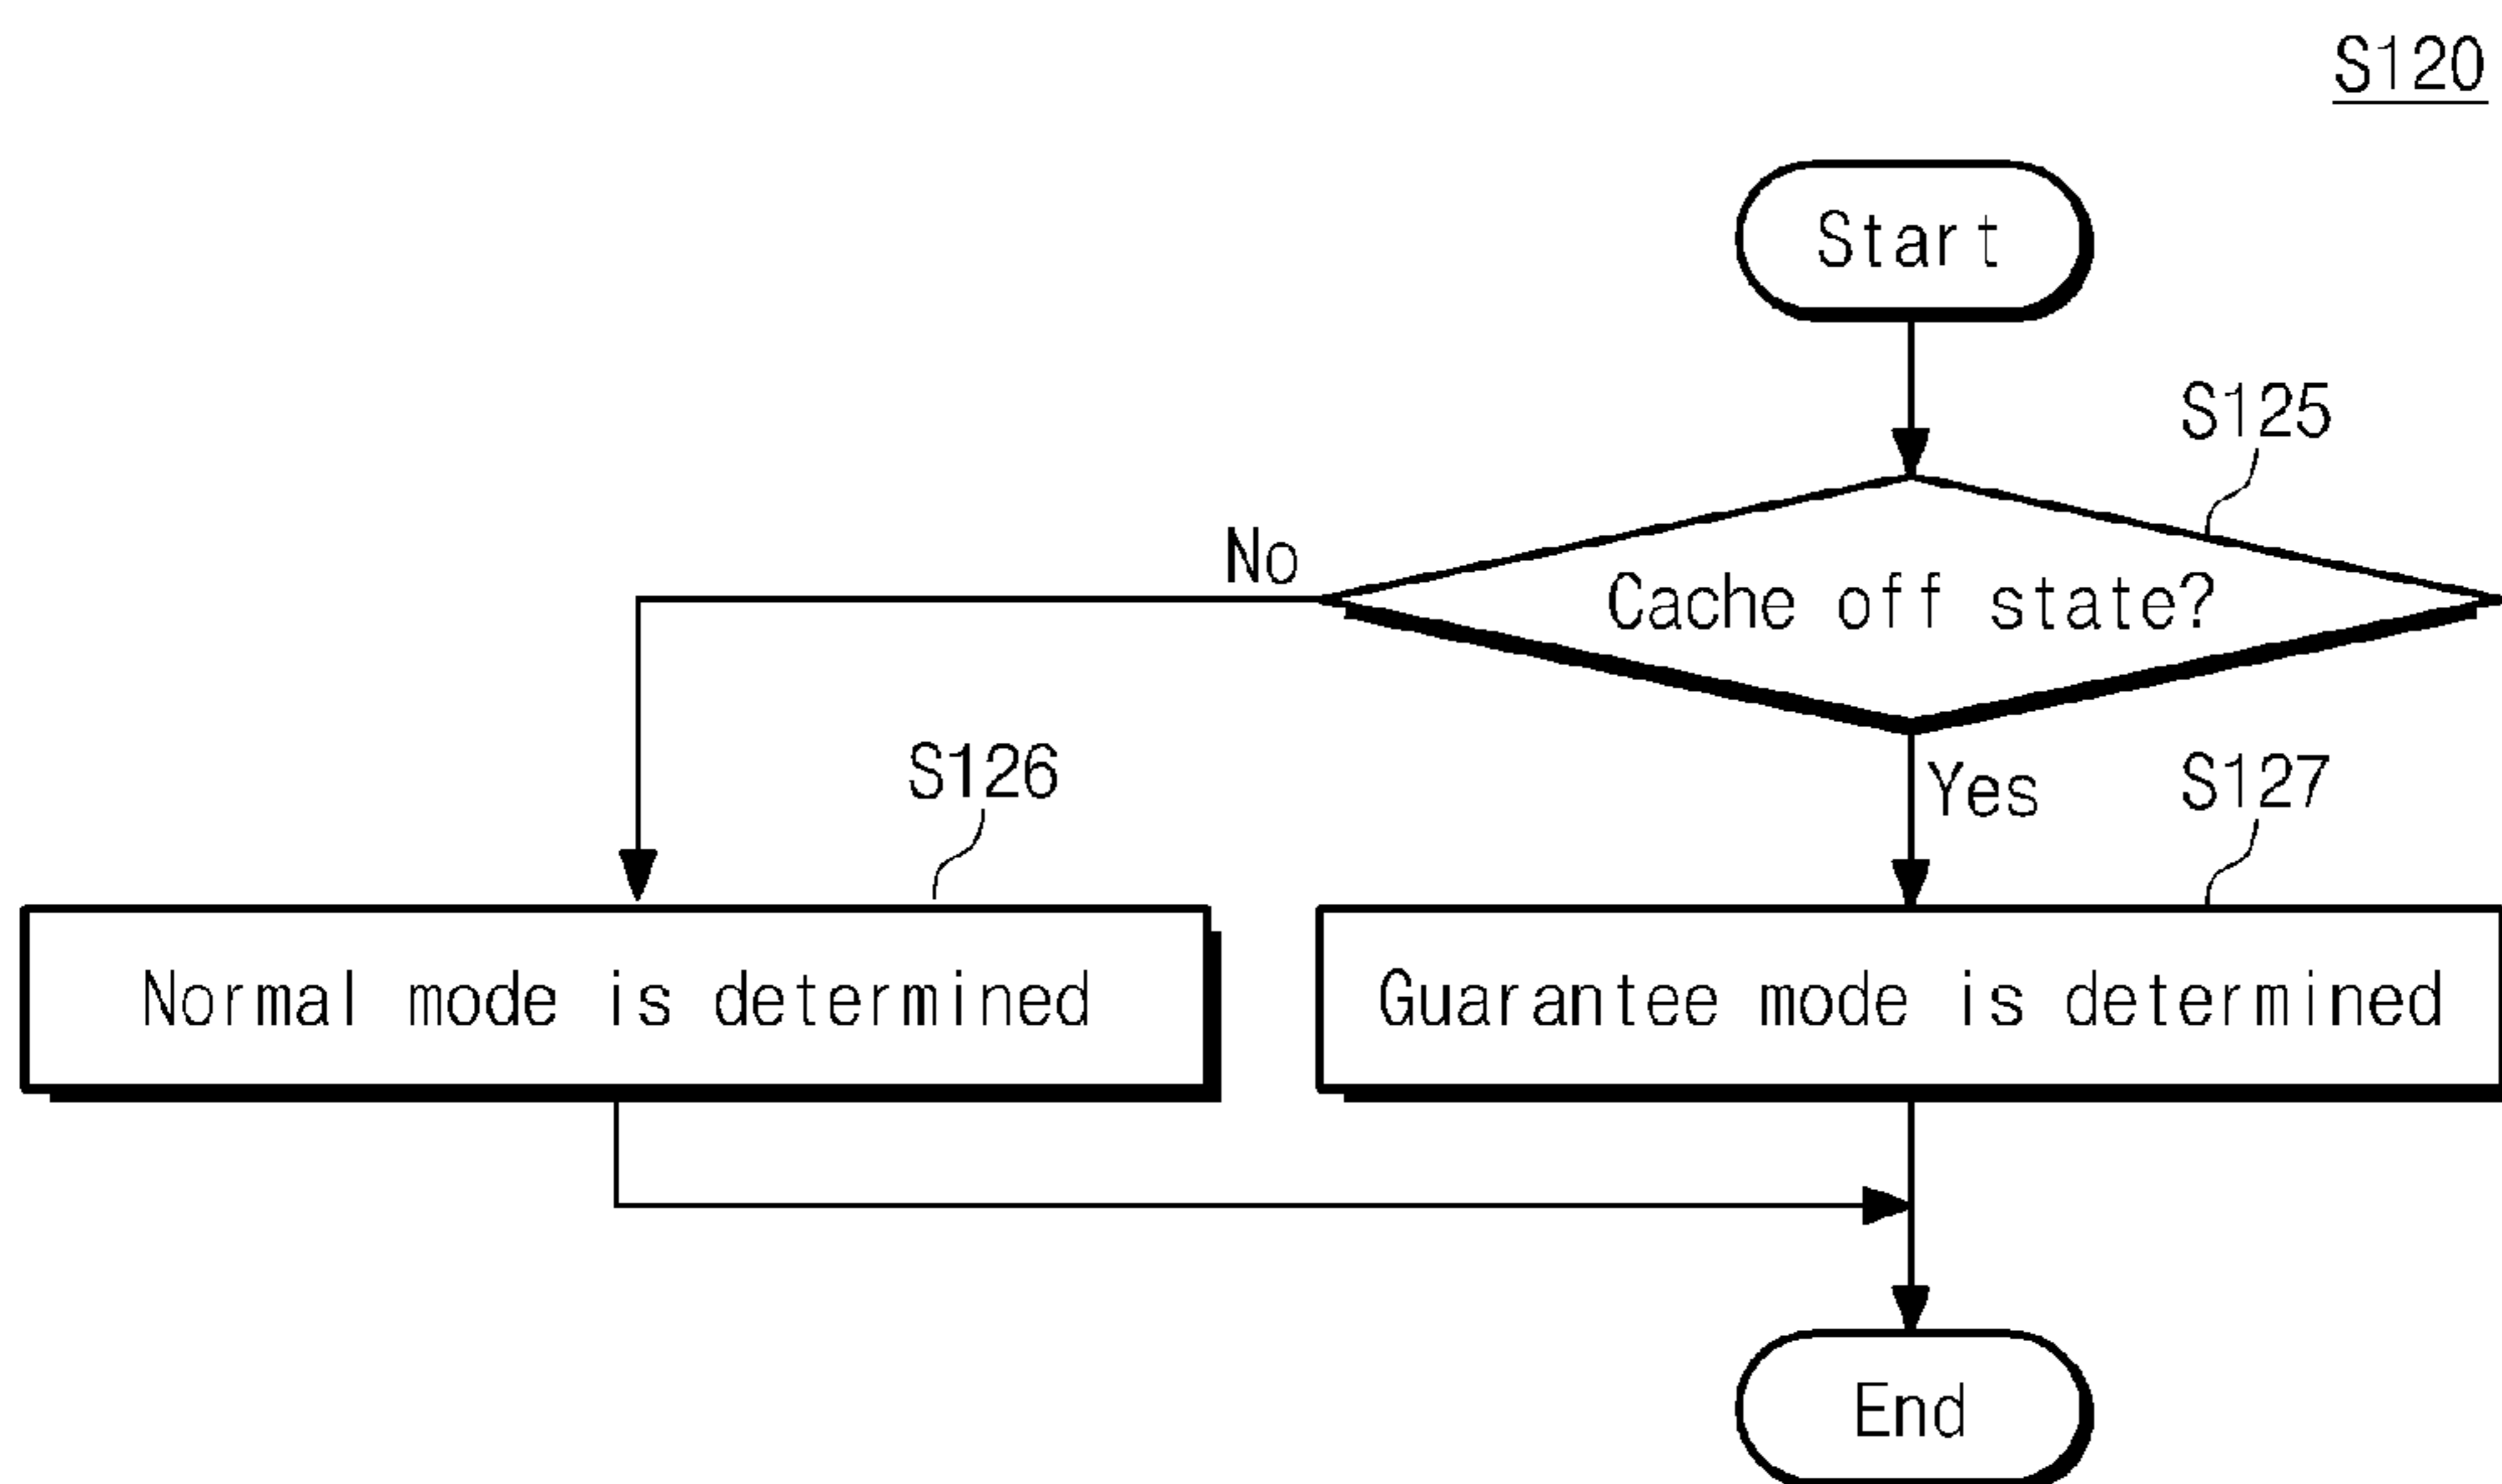 S120
Start
S125
No
Cache off state?
S126
Yes
S127
Normal mode is determined
Guarantee mode is determined
End